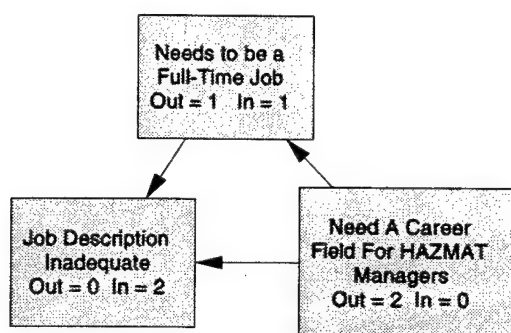 Needs to be a
Full-Time Job
Out = 1 In = 1
Job Description
Inadequate
Out = 0 In = 2
Need A Career
Field For HAZMAT
Managers
Out = 2 In = 0